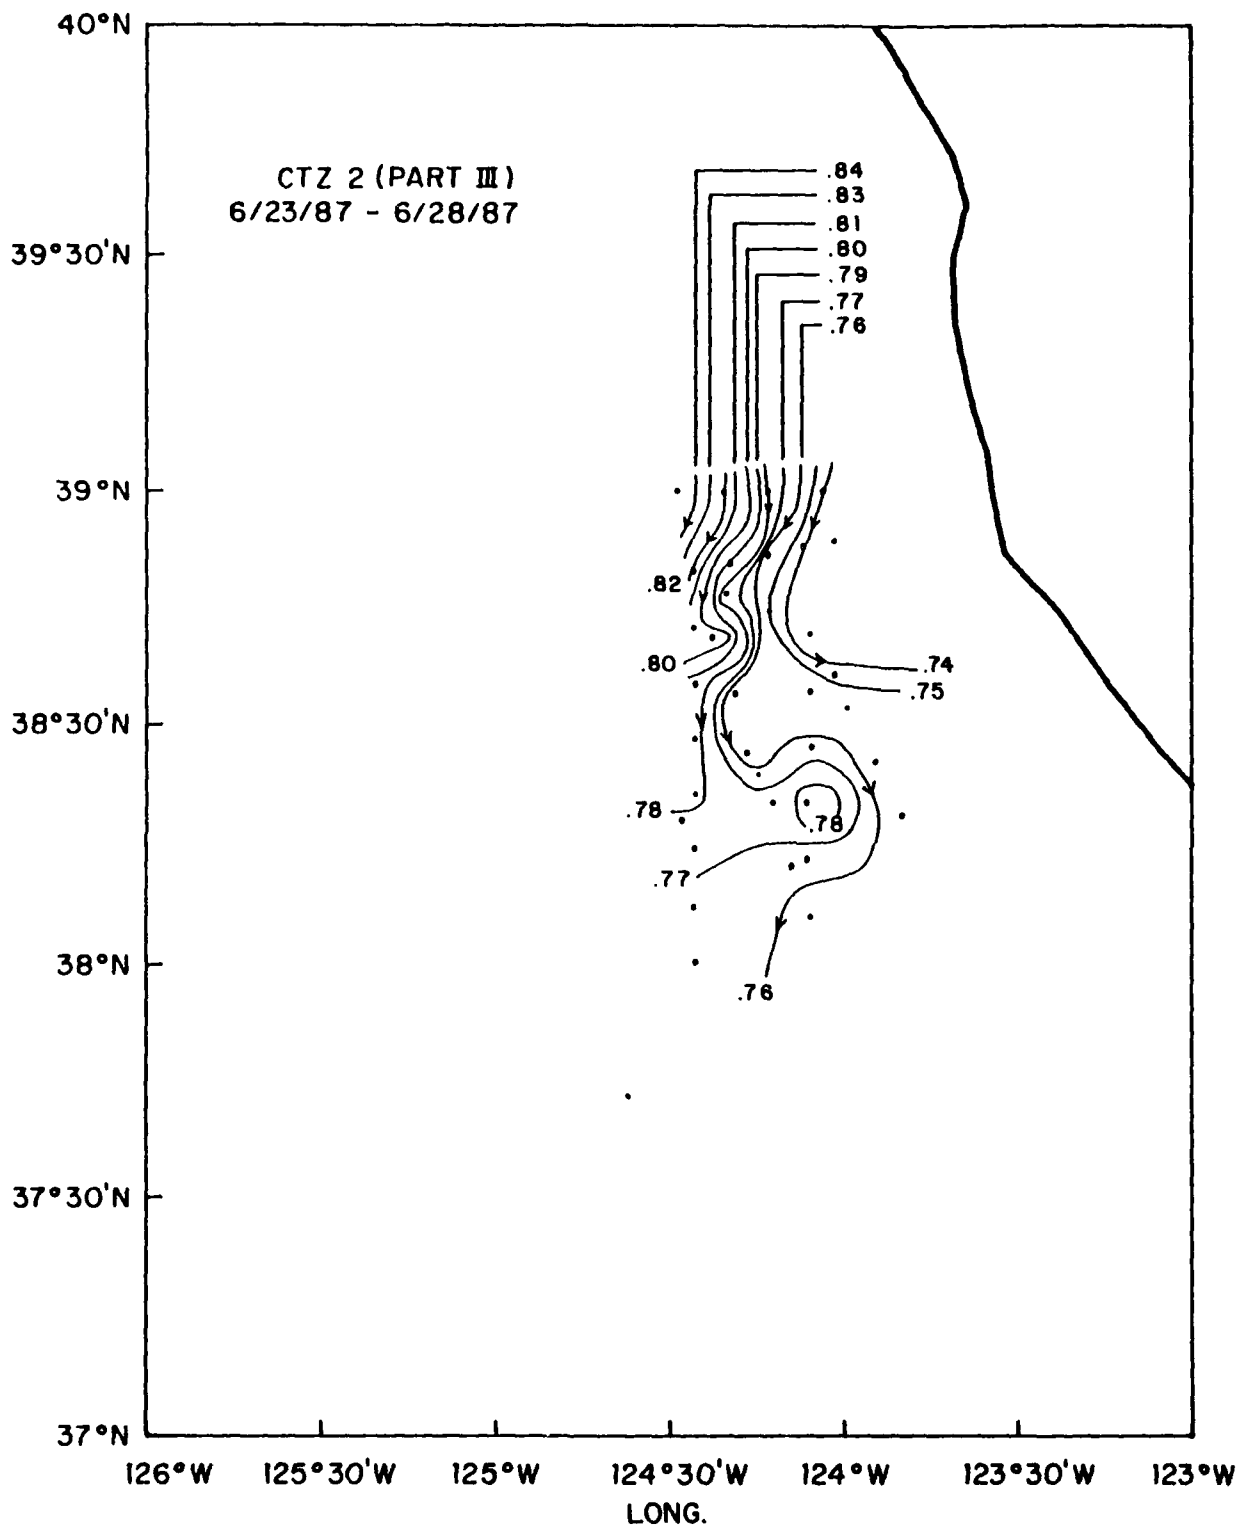 40°N
CTZ 2 (PART III)
6/23/87 - 6/28/87
.84
.83
.81
39°30'N
.80
.79
.77
.76
39°N
.82
.80
.74
.75
38°30'N
.78
.78
.77
38°N
.76
37°30'N
37°N
126°W 125°30'W 125°W 124°30'W 124°W 123°30'W 123°W
LONG.